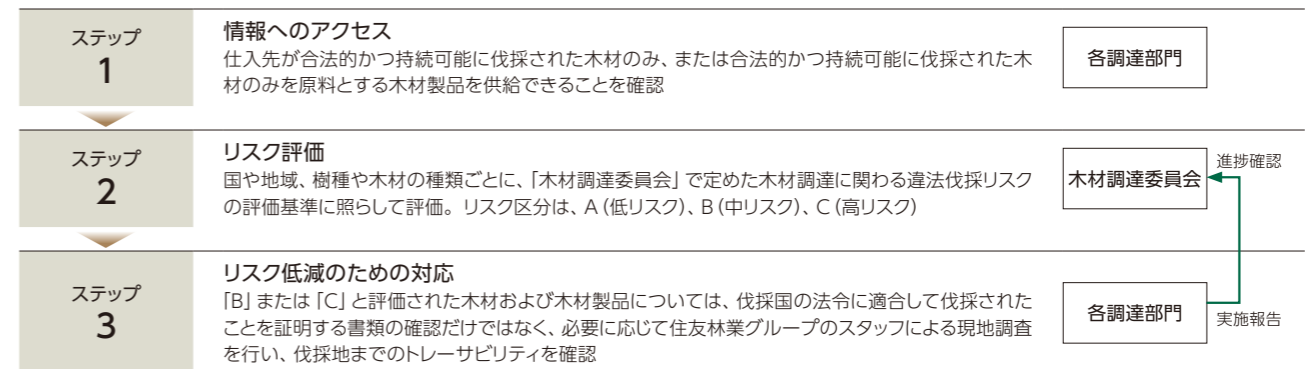 ステップ
1
情報へのアクセス
仕入先が合法的かつ持続可能に伐採された木材のみ、または合法的かつ持続可能に伐採された木
材のみを原料とする木材製品を供給できることを確認
各調達部門
ステップ
2
リスク評価
国や地域、樹種や木材の種類ごとに、「木材調達委員会」で定めた木材調達に関わる違法伐採リスク
の評価基準に照らして評価。リスク区分は、A(低リスク)、B(中リスク)、C(高リスク)
木材調達委員会
進捗確認
ステップ
3
リスク低減のための対応
「B」または「C」と評価された木材および木材製品については、伐採国の法令に適合して伐採された
ことを証明する書類の確認だけではなく、必要に応じて住友林業グループのスタッフによる現地調査
を行い、伐採地までのトレーサビリティを確認
各調達部門
実施報告